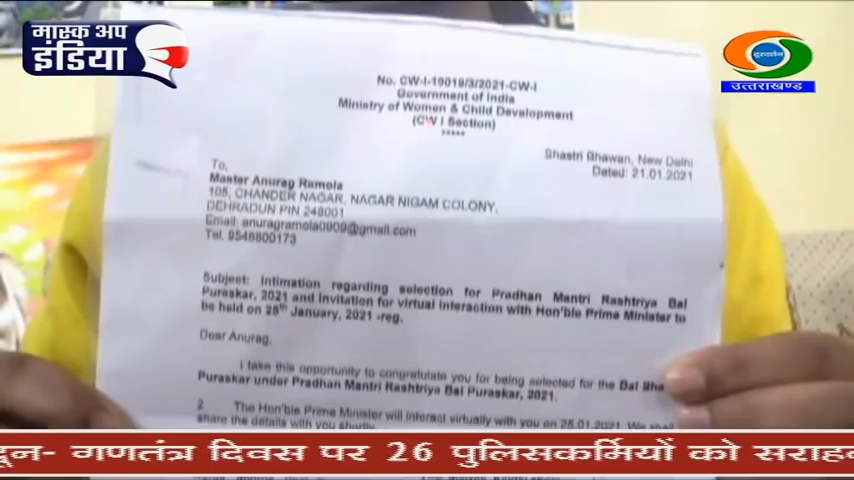 मास्क अप
इंडिया
दूरदर्शन
उत्तराखण्ड
No. CW-I-19019/3/2021-CW-I
Government of India
Ministry of Women & Child Development
(CW I Section)
*****
Shastri Bhawan, New Delhi
Dated: 21.01.2021
To,
Master Anurag Ramola
105, CHANDER NAGAR, NAGAR NIGAM COLONY,
DEHRADUN PIN 248001
Email: anuragramola0909@gmail.com
Tel. 9548800173
Subject: Intimation regarding selection for Pradhan Mantri Rashtriya Bal
Puraskar, 2021 and invitation for virtual interaction with Hon'ble Prime Minister to
be held on 25th January, 2021 -reg.
Dear Anurag,
I take this opportunity to congratulate you for being selected for the Bal
Puraskar under Pradhan Mantri Rashtriya Bal Puraskar, 2021.
2 The Hon'ble Prime Minister will interact virtually with you on 25.01.2021. We shall
share the details with you shortly.
दून- गणतंत्र दिवस पर 26 पुलिसकर्मियों को